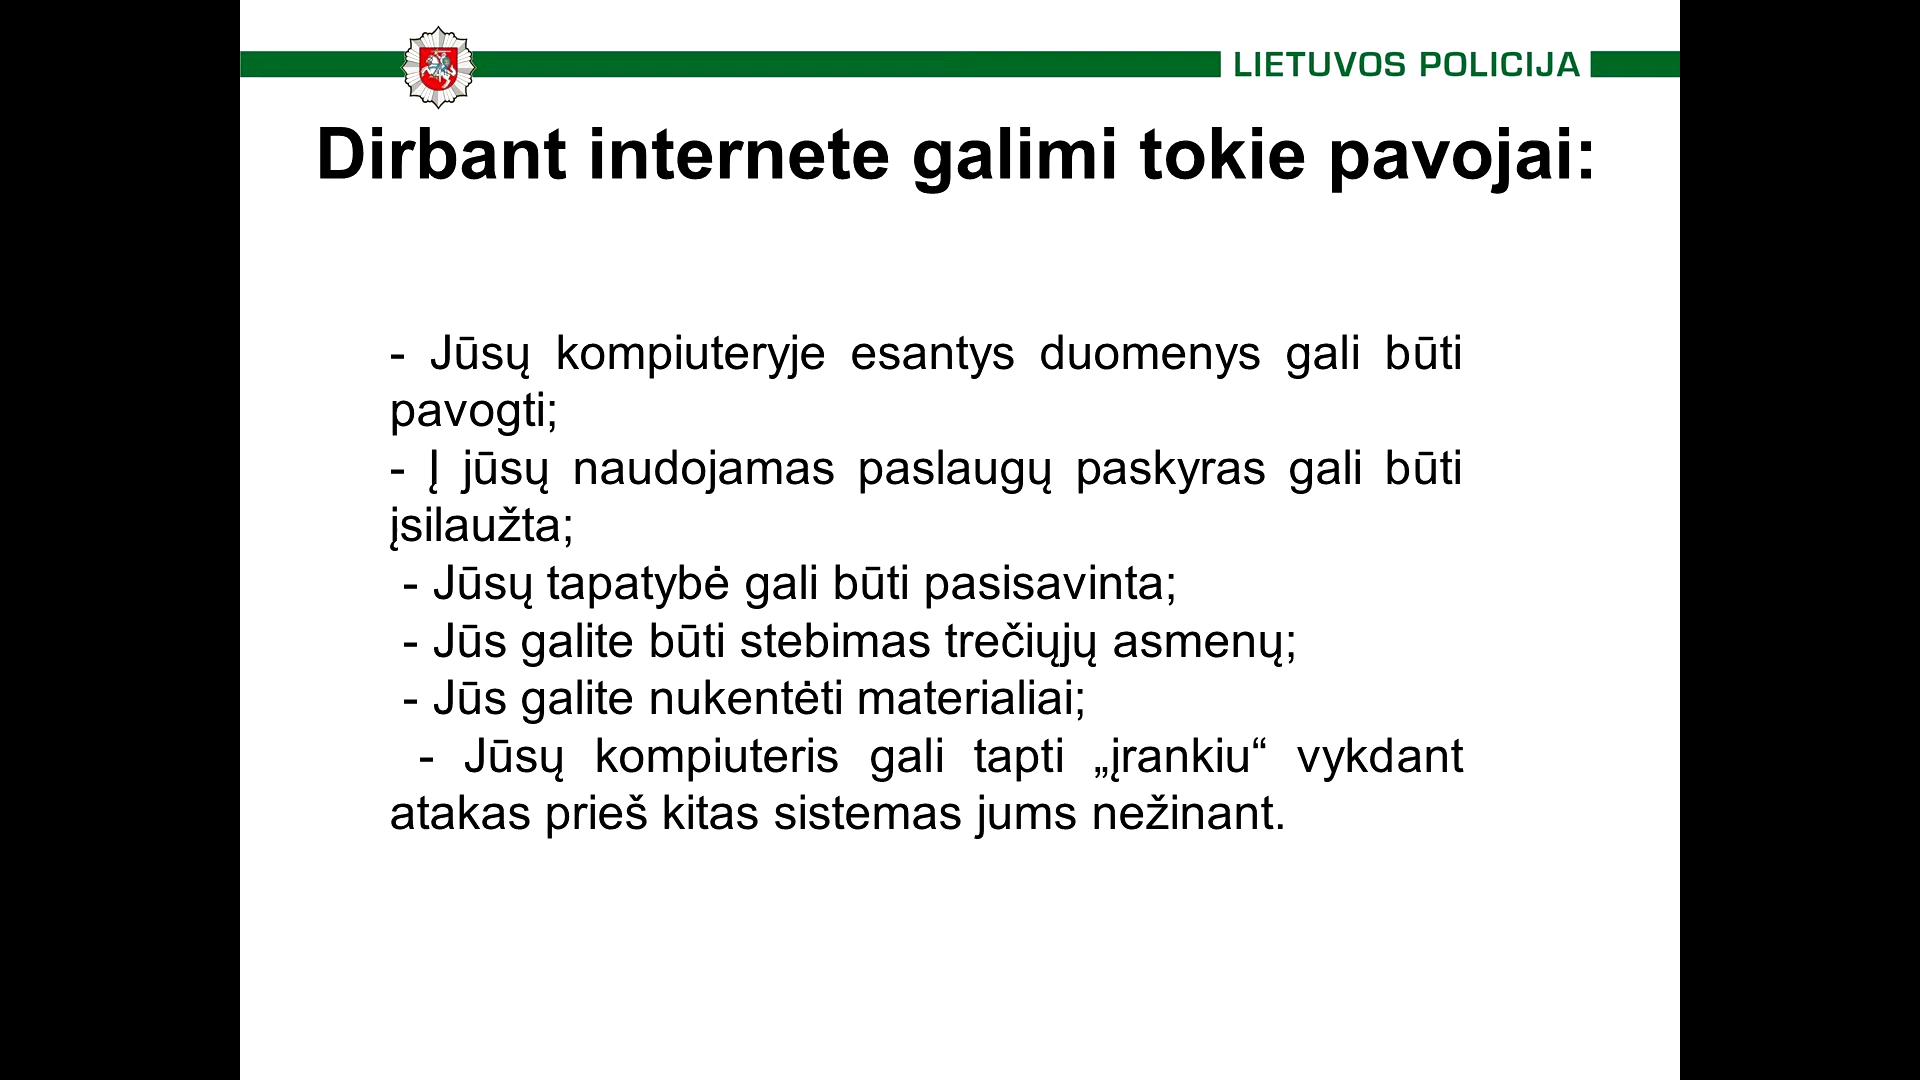 LIETUVOS POLICIJA
Dirbant internete galimi tokie pavojai:
- Jūsų kompiuteryje esantys duomenys gali būti
pavogti;
- Į jūsų naudojamas paslaugų paskyras gali būti
įsilaužta;
- Jūsų tapatybė gali būti pasisavinta;
- Jūs galite būti stebimas trečiųjų asmenų;
- Jūs galite nukentėti materialiai;
- Jūsų kompiuteris gali tapti „įrankiu“ vykdant
atakas prieš kitas sistemas jums nežinant.